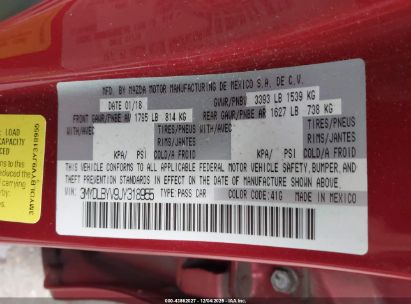 MFG. BY MAZDA MOTOR MANUFACTURING DE MEXICO S.A. DE C.V.
DATE 01/18 GVWR/PNBV 3393 LB 1539 KG
FRONT GAWR/PNBE AV 1795 LB 814 KG REAR GAWR/PNBE AR 1627 LB 738 KG
WITH/AVEC TIRES/PNEUS WITH/AVEC TIRES/PNEUS
RIMS/JANTES RIMS/JANTES
KPA/ PSI COLD/A FROID KPA/ PSI COLD/A FROID
THIS VEHICLE CONFORMS TO ALL APPLICABLE FEDERAL MOTOR VEHICLE SAFETY, BUMPER, AND
THEFT PREVENTION STANDARDS IN EFFECT ON THE DATE OF MANUFACTURE SHOWN ABOVE.
VIN: 3MYDLBYV9JY318955 TYPE PASS CAR COLOR CODE: 41G MADE IN MEXICO
LOAD
CAPACITY
3MYDLBYV9JY318955